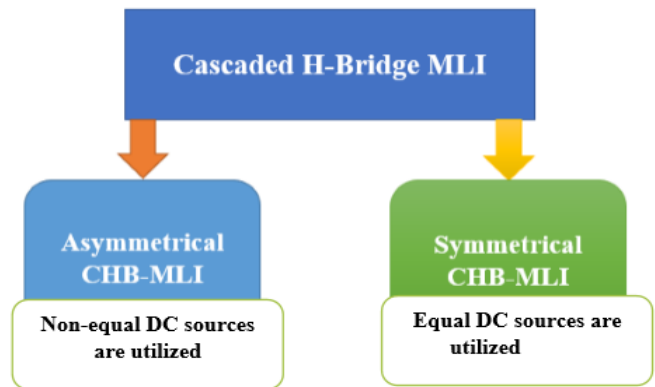 Cascaded H-Bridge MLI
Asymmetrical
CHB-MLI
Non-equal DC sources
are utilized
Symmetrical
CHB-MLI
Equal DC sources are
utilized